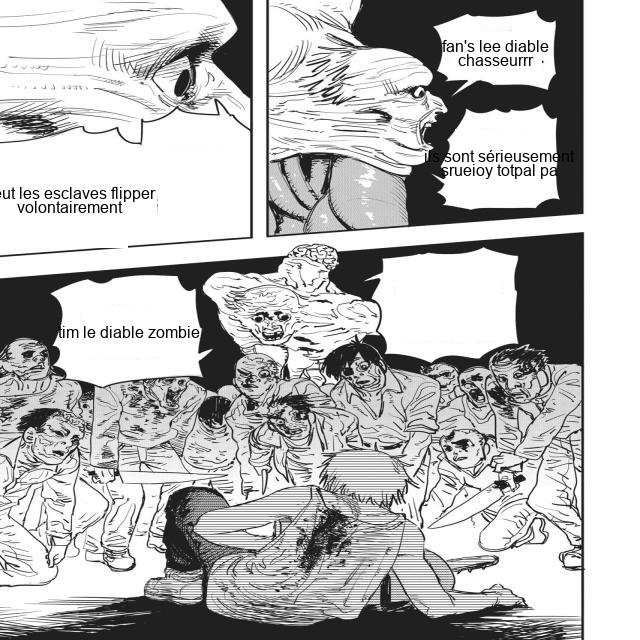 fan's lee diable
chasseurrr
ils sont sérieusement
srueioy totpal pa
eut les esclaves flipper
volontairement
tim le diable zombie